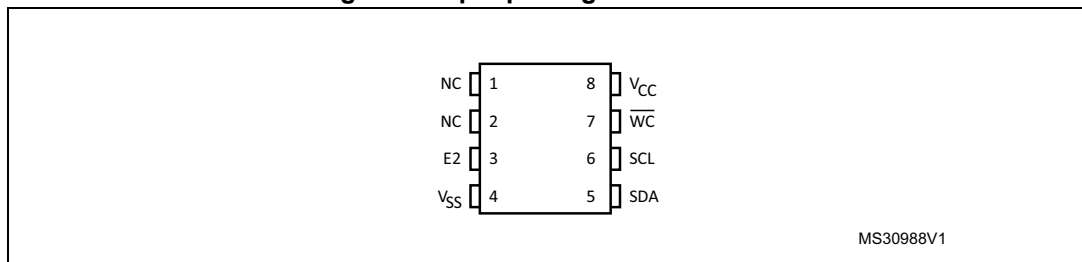 NC 1 8 VCC
NC 2 7 WC
E2 3 6 SCL
VSS 4 5 SDA
MS30988V1